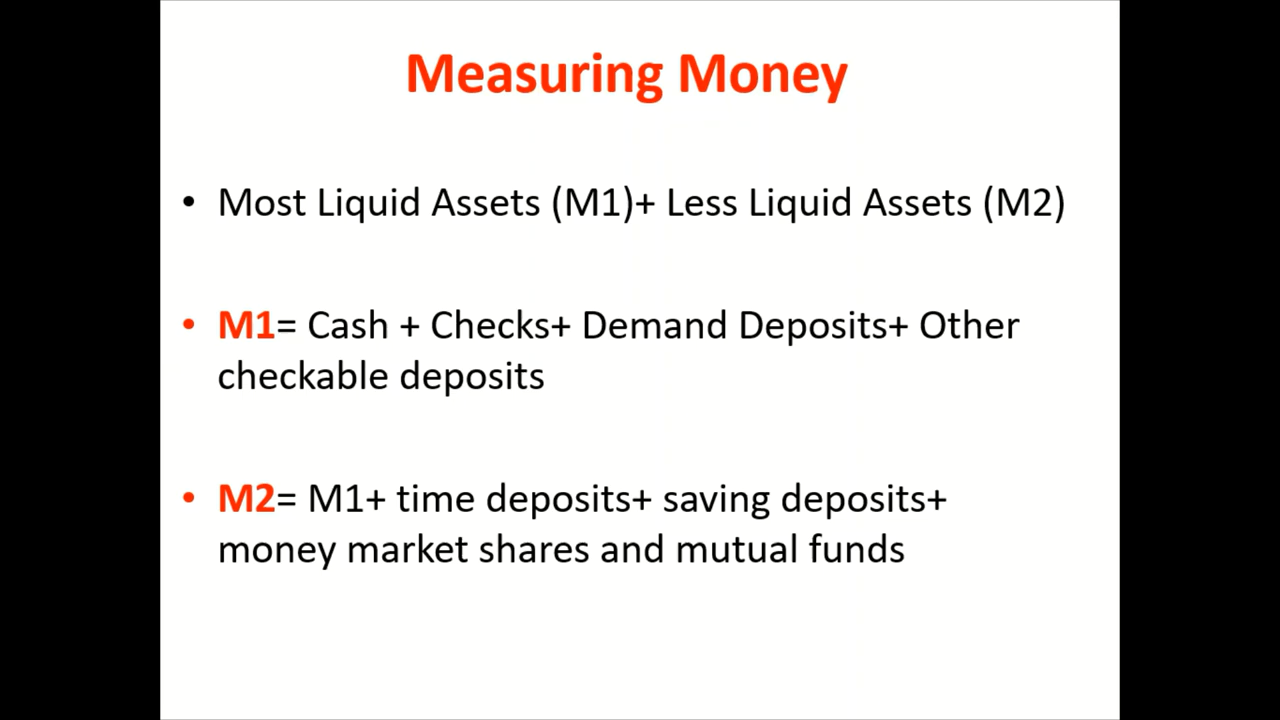 Measuring Money
• Most Liquid Assets (M1)+ Less Liquid Assets (M2)
• M1= Cash + Checks+ Demand Deposits+ Other
checkable deposits
• M2= M1+ time deposits+ saving deposits+
money market shares and mutual funds